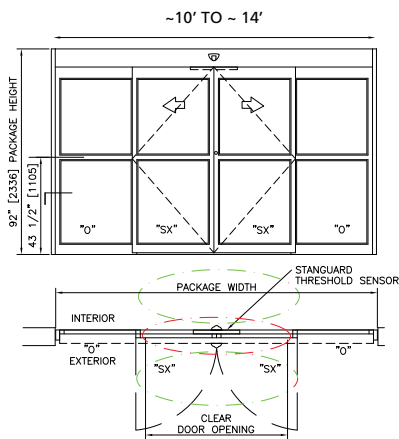 ~10' TO ~ 14'
92" [2336] PACKAGE HEIGHT
43 1/2" [1105]
"O" "SX" "SX" "O"
STANGUARD
THRESHOLD SENSOR
PACKAGE WIDTH
INTERIOR
"O" "O"
EXTERIOR
"SX" "SX"
CLEAR
DOOR OPENING